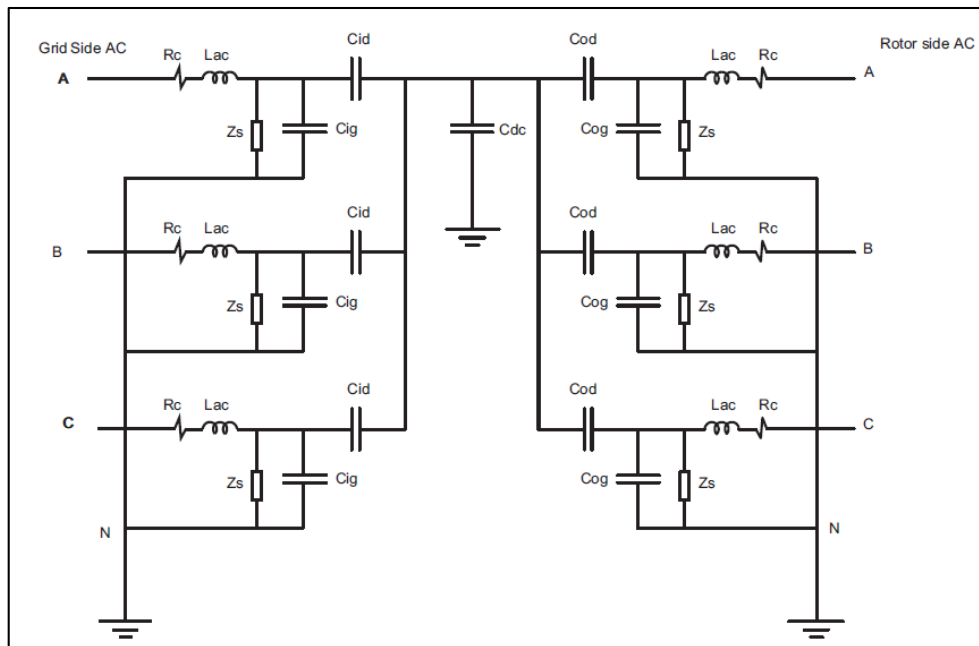 Grid Side AC Rc Lac Cid Cod Lac Rc Rotor side AC
A A
Zs Cig Cdc Cog Zs
Cid Cod
B Rc Lac Lac Rc B
Zs Cig Cog Zs
Cid Cod
C Rc Lac Lac Rc C
Zs Cig Cog Zs
N N